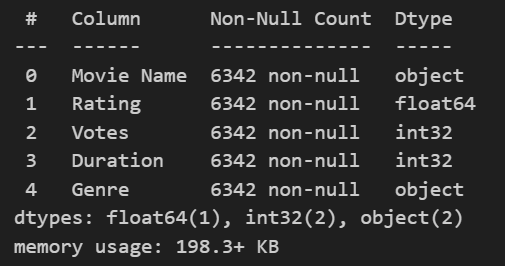 #   Column      Non-Null Count  Dtype
---  ------      --------------  -----
0   Movie Name  6342 non-null   object
1   Rating      6342 non-null   float64
2   Votes       6342 non-null   int32
3   Duration    6342 non-null   int32
4   Genre       6342 non-null   object
dtypes: float64(1), int32(2), object(2)
memory usage: 198.3+ KB